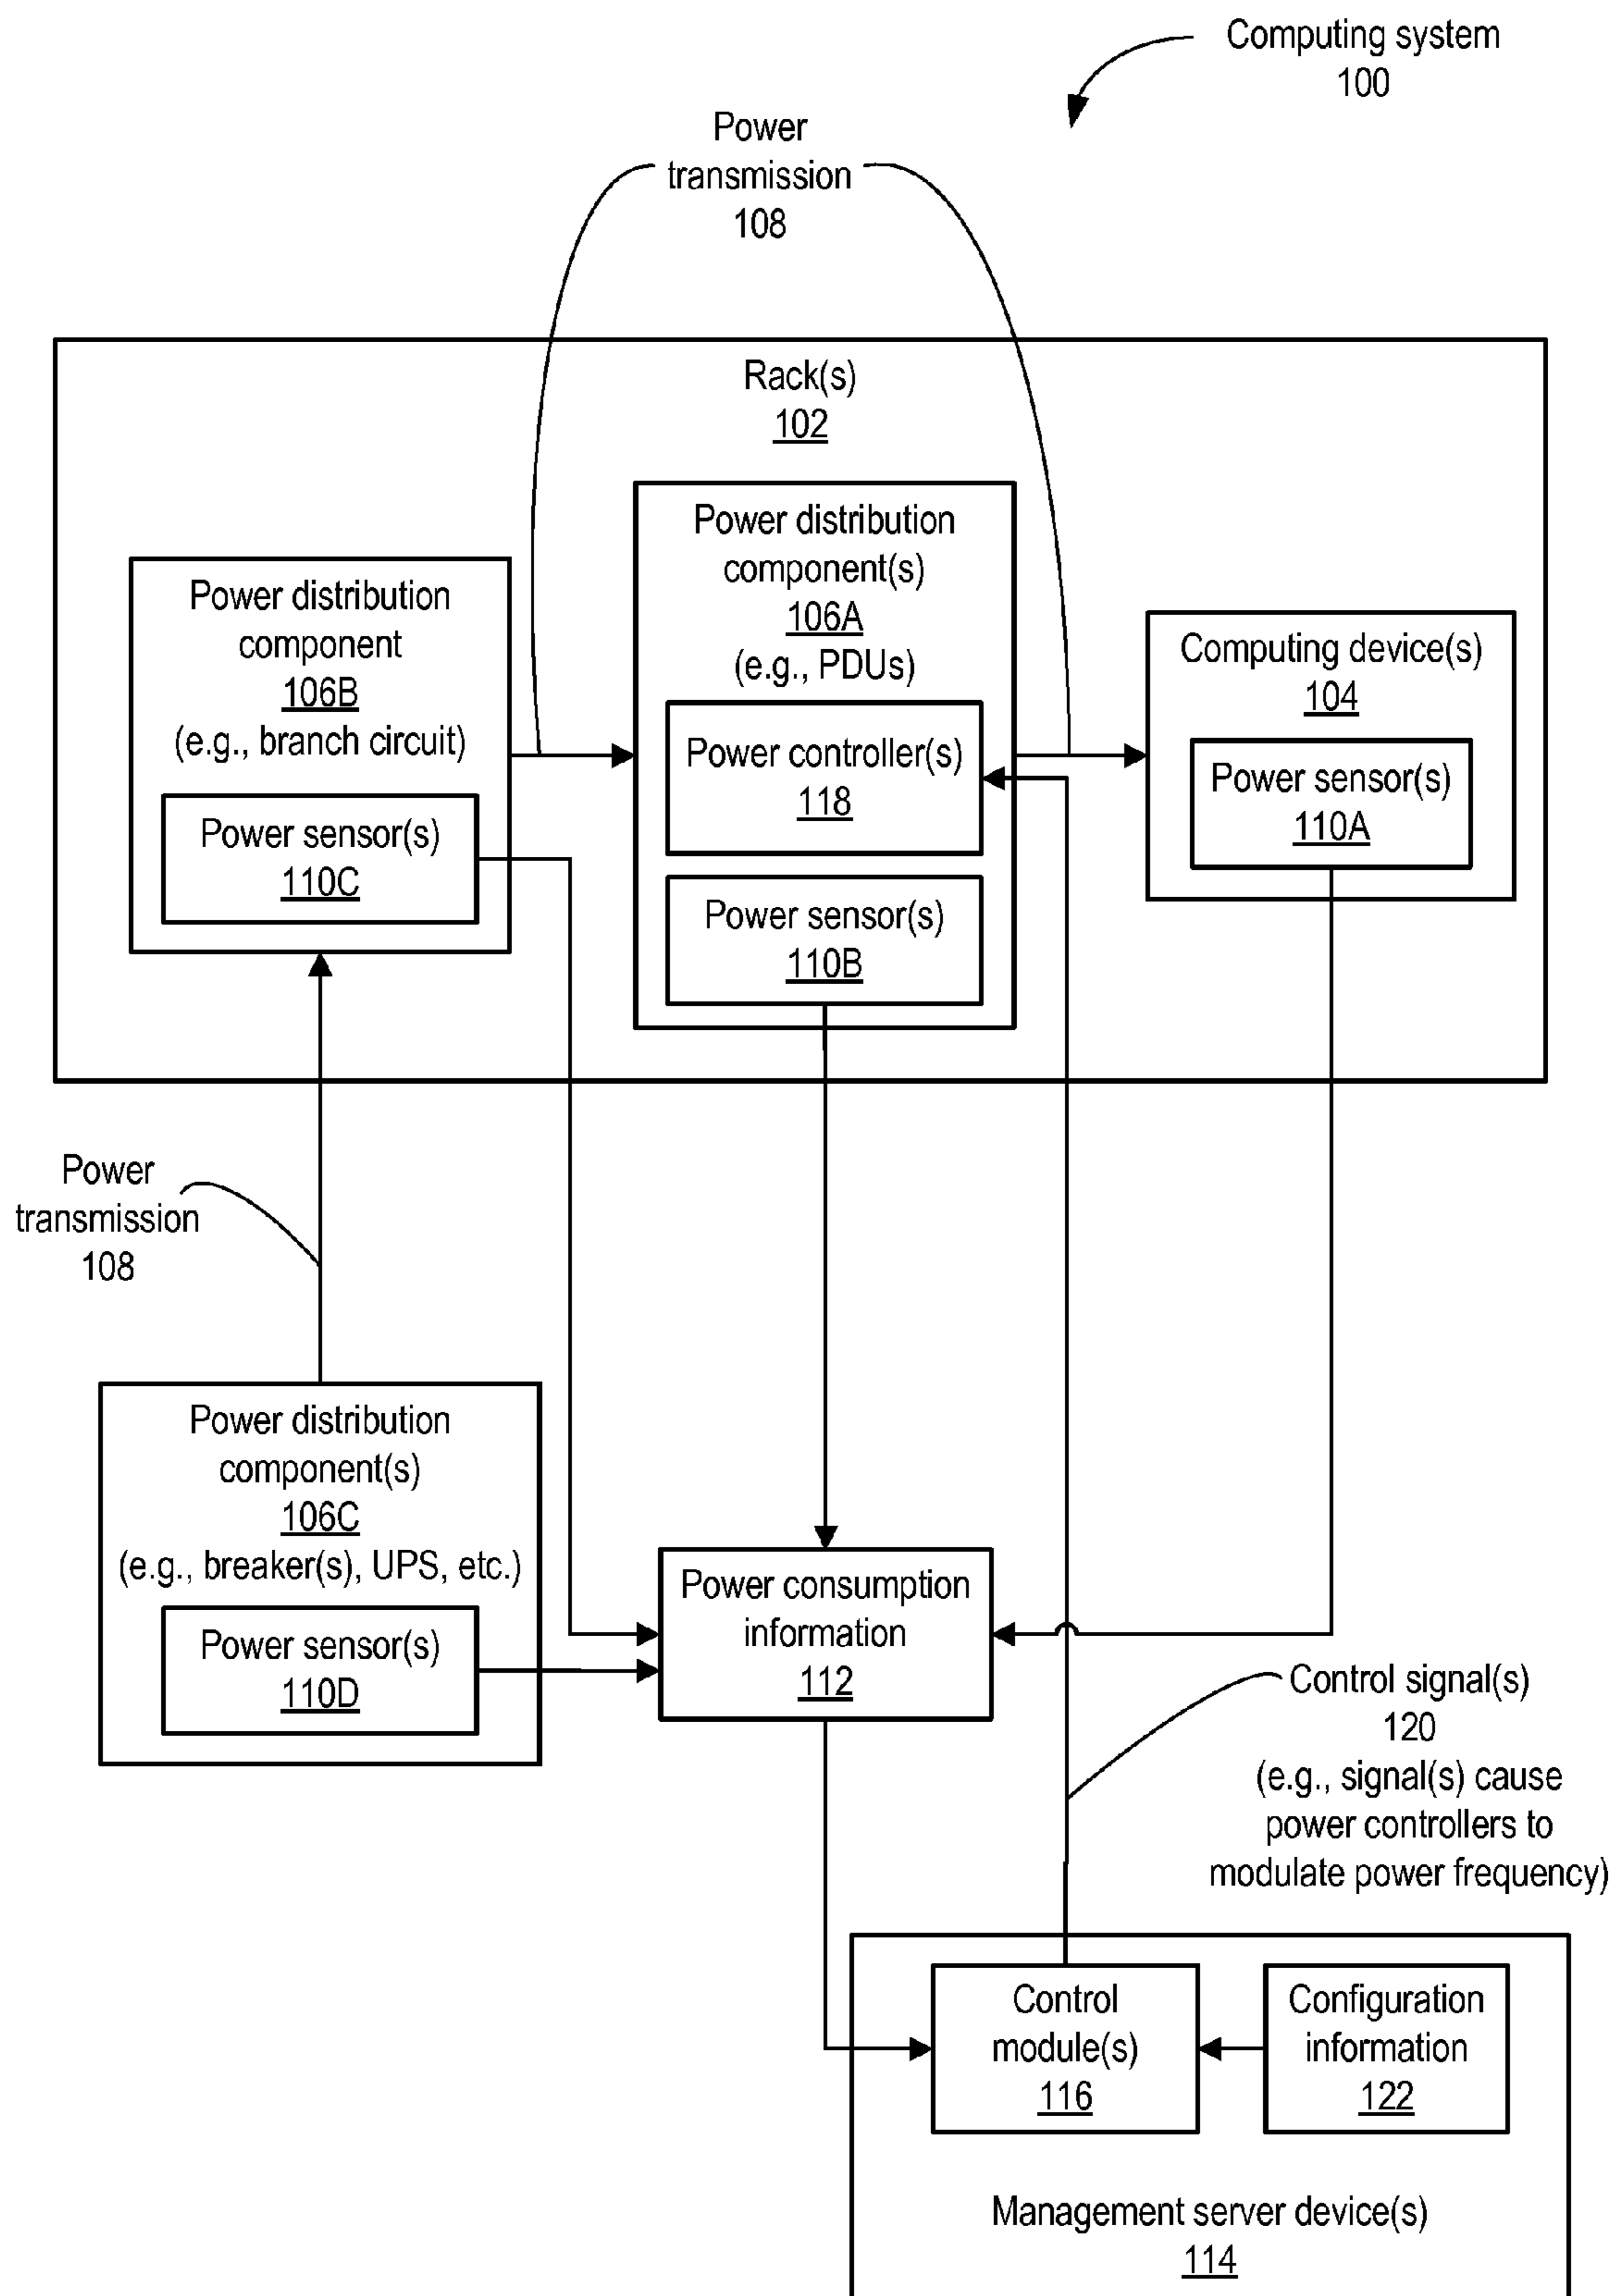 Computing system
100
Power
transmission
108
Rack(s)
102
Power distribution
component
106B
(e.g., branch circuit)
Power sensor(s)
110C
Power distribution
component(s)
106A
(e.g., PDUs)
Power controller(s)
118
Power sensor(s)
110B
Computing device(s)
104
Power sensor(s)
110A
Power
transmission
108
Power distribution
component(s)
106C
(e.g., breaker(s), UPS, etc.)
Power sensor(s)
110D
Power consumption
information
112
Control signal(s)
120
(e.g., signal(s) cause
power controllers to
modulate power frequency)
Control
module(s)
116
Configuration
information
122
Management server device(s)
114